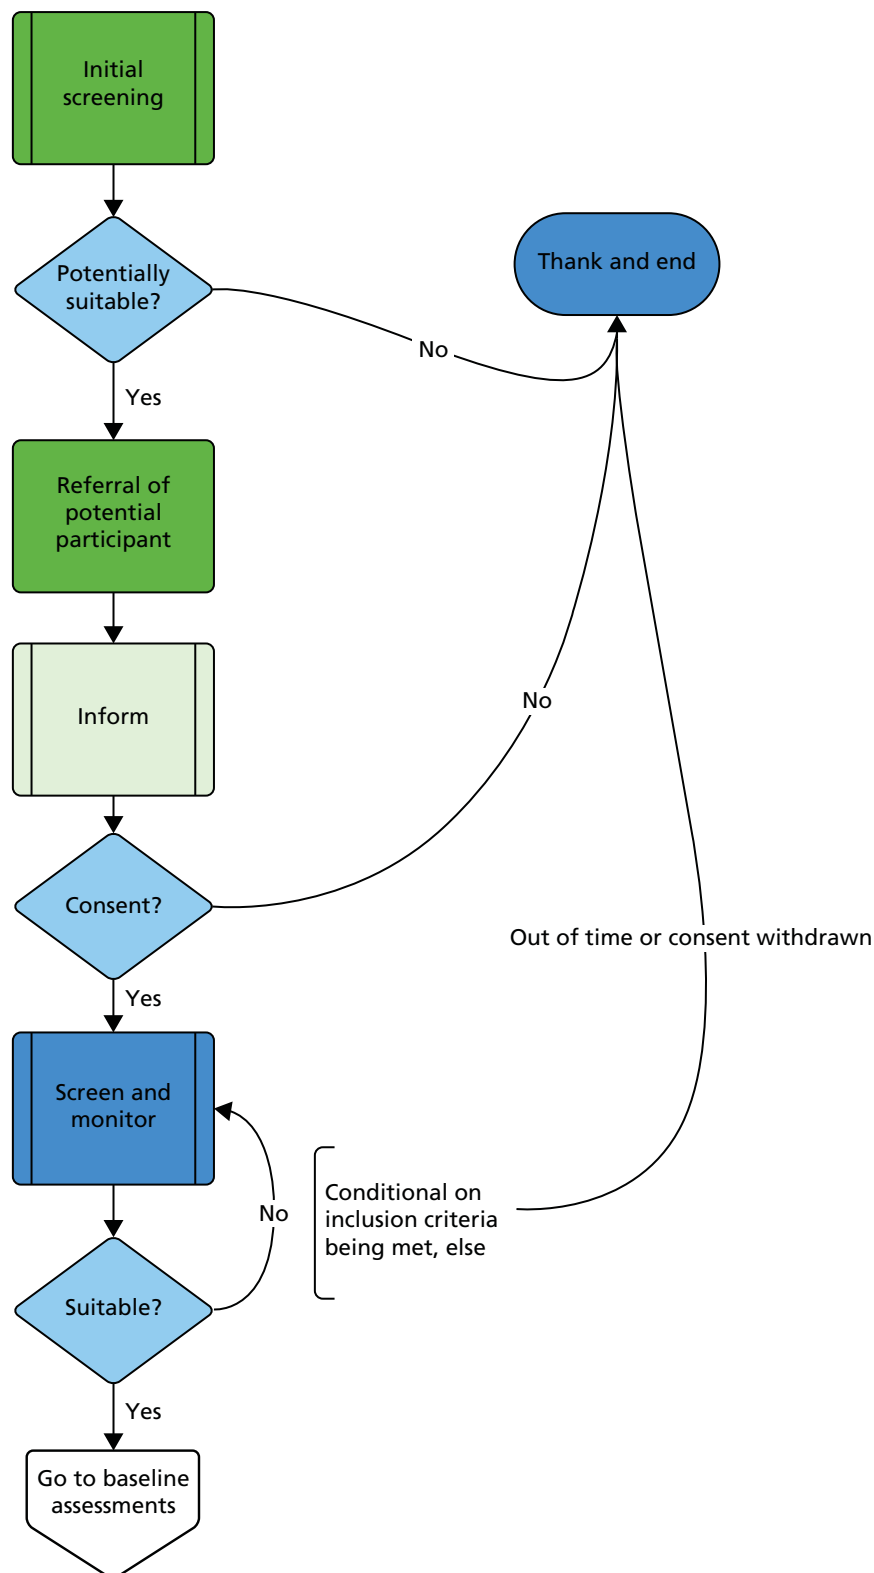 Initial
screening
Potentially
suitable?
Thank and end
No
Yes
Referral of
potential
participant
Inform
No
Consent?
Out of time or consent withdrawn
Yes
Screen and
monitor
No
Conditional on
inclusion criteria
being met, else
Suitable?
Yes
Go to baseline
assessments